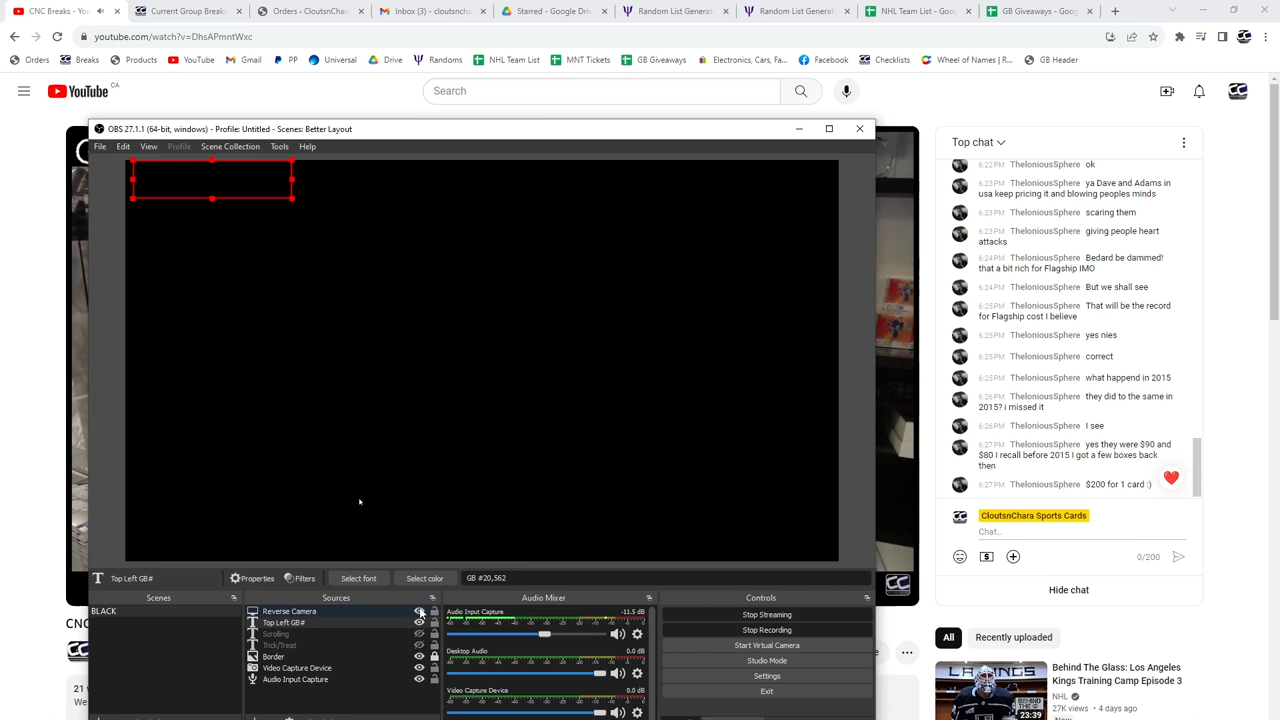 CNC Breaks - YouTube
Current Group Breaks
Orders < CloutsnChara
Inbox (3) - cloutsnchar
Starred - Google Driv
Random List Generat
Random List Generat
NHL Team List - Goog
GB Giveaways - Goog
youtube.com/watch?v=DhsAPmntWxc
Orders
Breaks
Products
YouTube
Gmail
PP
Universal
Drive
Randoms
NHL Team List
MNT Tickets
GB Giveaways
Electronics, Cars, Fa...
Facebook
Checklists
Wheel of Names | R...
GB Header
YouTube CA
Search
Top chat
OBS 27.1.1 (64-bit, windows) - Profile: Untitled - Scenes: Better Layout
File Edit View Profile Scene Collection Tools Help
6:22 PM TheloniousSphere ok
6:23 PM TheloniousSphere ya Dave and Adams in
usa keep pricing it and blowing peoples minds
6:23 PM TheloniousSphere scaring them
6:23 PM TheloniousSphere giving people heart
attacks
6:24 PM TheloniousSphere Bedard be dammed!
that a bit rich for Flagship IMO
6:24 PM TheloniousSphere But we shall see
6:25 PM TheloniousSphere That will be the record
for Flagship cost I believe
6:25 PM TheloniousSphere yes nies
6:25 PM TheloniousSphere correct
6:25 PM TheloniousSphere what happend in 2015
6:26 PM TheloniousSphere they did to the same in
2015? i missed it
6:26 PM TheloniousSphere I see
6:27 PM TheloniousSphere yes they were $90 and
$80 I recall before 2015 I got a few boxes back
then
6:27 PM TheloniousSphere $200 for 1 card :)
CloutsnChara Sports Cards
Chat...
0/200
Hide chat
T Top Left GB#
Properties
Filters
Select font
Select color
GB #20,562
Scenes
Sources
Audio Mixer
Controls
BLACK
Reverse Camera
Top Left GB#
Scrolling
Trick/Treat
Border
Video Capture Device
Audio Input Capture
Audio Input Capture -11.5 dB
Desktop Audio 0.0 dB
Video Capture Device 0.0 dB
Stop Streaming
Stop Recording
Start Virtual Camera
Studio Mode
Settings
Exit
CNC
21
We
All
Recently uploaded
Behind The Glass: Los Angeles
Kings Training Camp Episode 3
NHL
27K views • 4 days ago
23:39